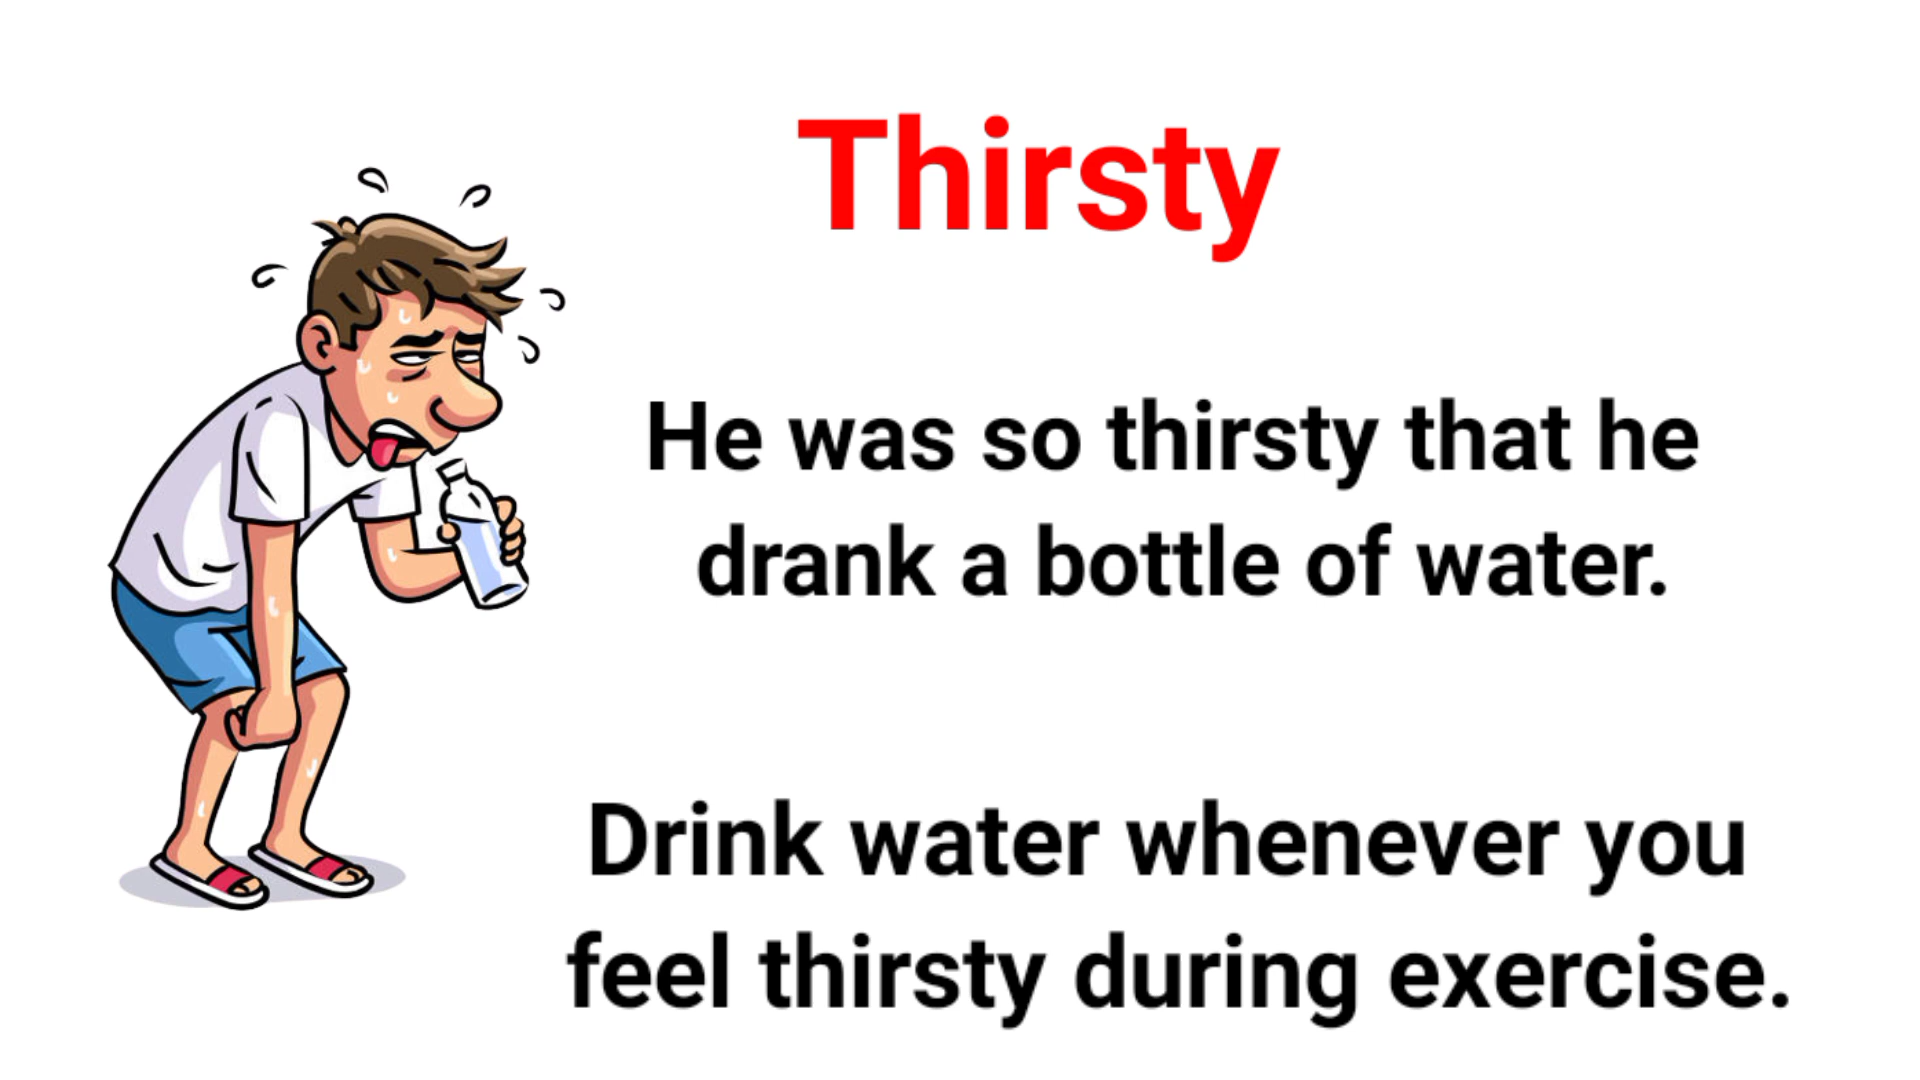 Thirsty
He was so thirsty that he
drank a bottle of water.
Drink water whenever you
feel thirsty during exercise.